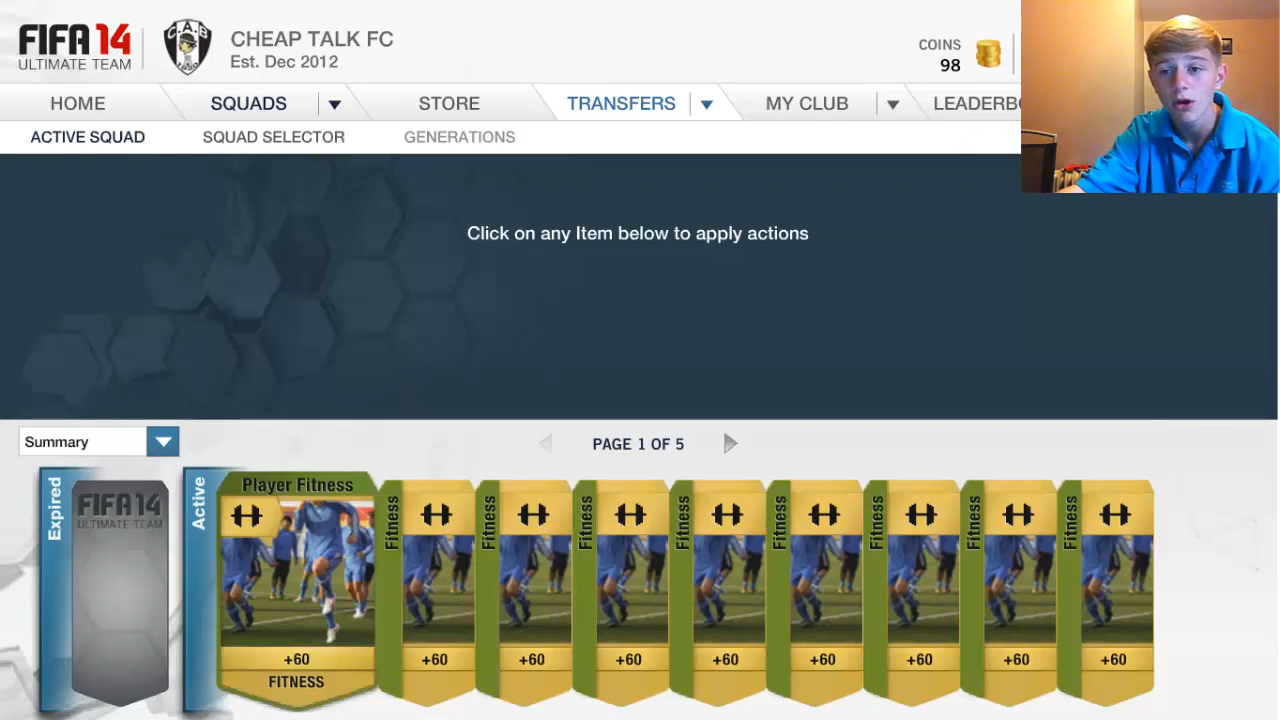 FIFA 14
ULTIMATE TEAM
CAB
CHEAP TALK FC
Est. Dec 2012
COINS
98
HOME
SQUADS
STORE
TRANSFERS
MY CLUB
LEADERBO
ACTIVE SQUAD
SQUAD SELECTOR
GENERATIONS
Click on any Item below to apply actions
Summary
PAGE 1 OF 5
Expired
FIFA 14
ULTIMATE TEAM
Active
Player Fitness
+60
FITNESS
Fitness
+60
Fitness
+60
Fitness
+60
Fitness
+60
Fitness
+60
Fitness
+60
Fitness
+60
Fitness
+60